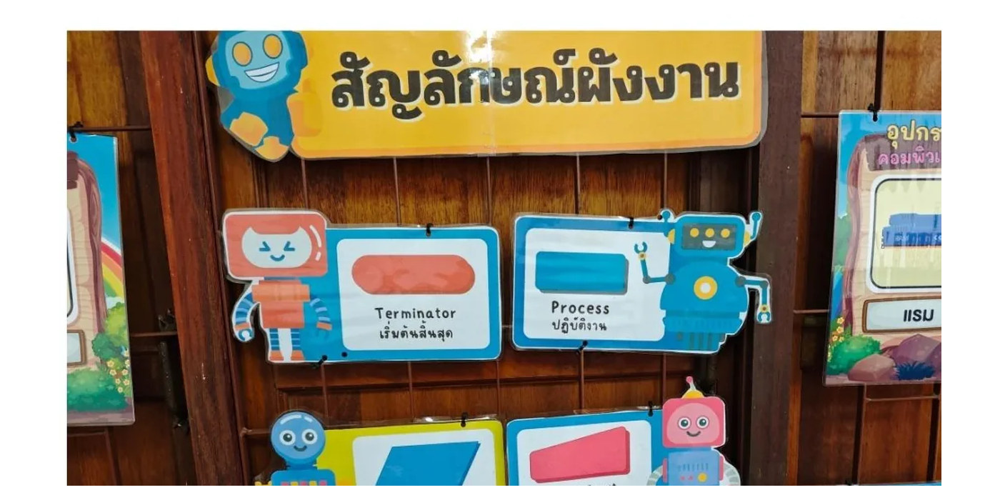 สัญลักษณ์ผังงาน
Terminator
เริ่มต้นสิ้นสุด
Process
ปฏิบัติงาน
แรม